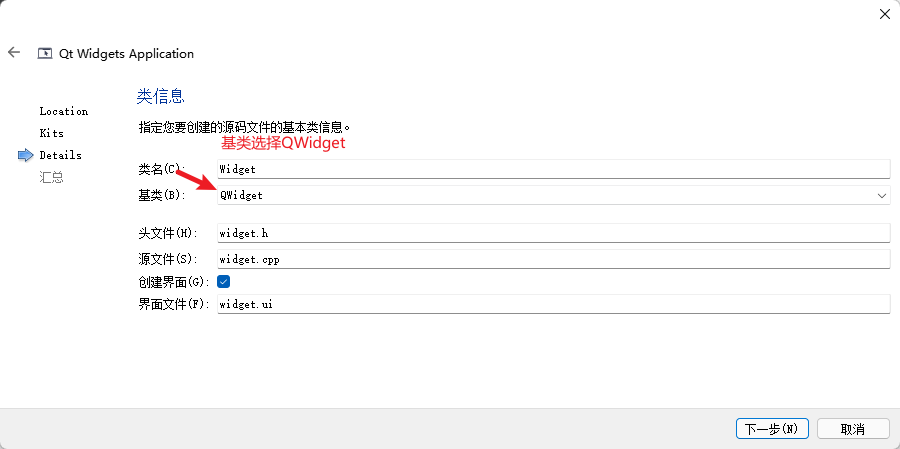 Qt Widgets Application
Location
Kits
Details
汇总
类信息
指定您要创建的源码文件的基本类信息。
基类选择QWidget
类名(C): Widget
基类(B): QWidget
头文件(H): widget.h
源文件(S): widget.cpp
创建界面(G):
界面文件(F): widget.ui
下一步(N) 取消